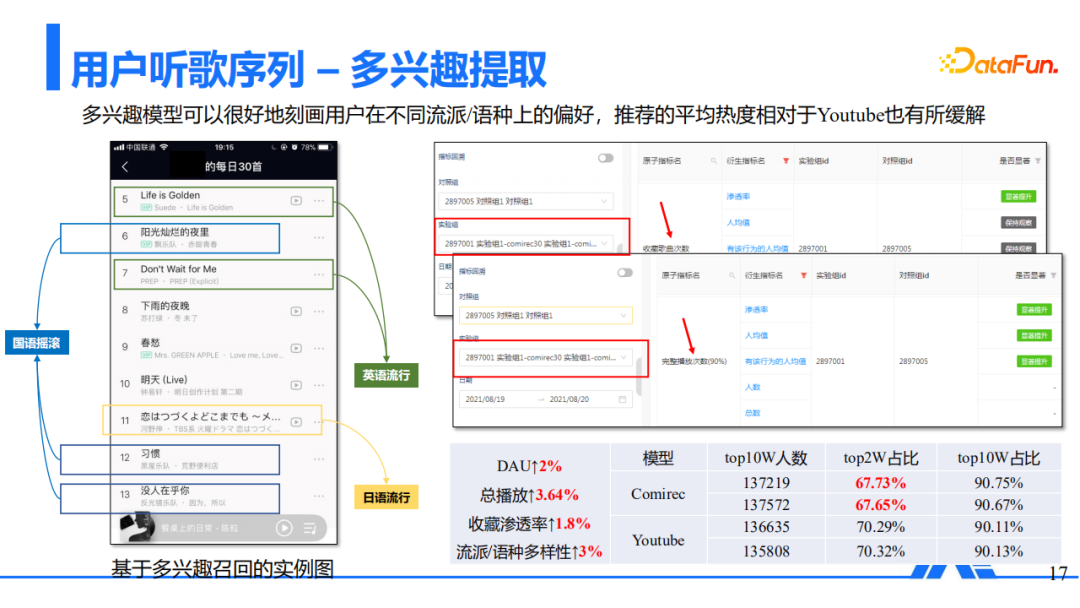 用户听歌序列 – 多兴趣提取
DataFun.
多兴趣模型可以很好地刻画用户在不同流派/语种上的偏好，推荐的平均热度相对于Youtube也有所缓解
中国联通 19:15 78%
的每日30首
5 Life is Golden
Suede · Life is Golden
6 阳光灿烂的夜里
飘乐队 · 赤脚青春
7 Don't Wait for Me
PREP · PREP (Explicit)
8 下雨的夜晚
苏打绿 · 冬 未了
9 春愁
Mrs. GREEN APPLE · Love me, Love...
10 明天 (Live)
钟易轩 · 明日创作计划 第二期
11 恋はつづくよどこまでも ～メ...
河野伸 · TBS系 火曜ドラマ 恋はつづく...
12 习惯
黑屋乐队 · 荒野便利店
13 没人在乎你
反光镜乐队 · 因为，所以
餐桌上的日常 - 陈粒
国语摇滚
英语流行
日语流行
基于多兴趣召回的实例图
指标回溯
对照组
2897005 对照组1 对照组1
实验组
2897001 实验组1-comirec30 实验组1-comi...
日期
20
原子指标名 衍生指标名 实验组id 对照组id 是否显著
渗透率 显著提升
人均值 保持观察
收藏歌曲次数 有该行为的人均值 2897001 2897005 保持观察
指标回溯
对照组
2897005 对照组1 对照组1
实验组
2897001 实验组1-comirec30 实验组1-comi...
日期
2021/08/19 → 2021/08/20
原子指标名 衍生指标名 实验组id 对照组id 是否显著
渗透率 显著提升
人均值 显著提升
完整播放次数(90%) 有该行为的人均值 2897001 2897005 显著提升
人数 -
总数 -
DAU↑2%
总播放↑3.64%
收藏渗透率↑1.8%
流派/语种多样性↑3%
模型 top10W人数 top2W占比 top10W占比
Comirec 137219 67.73% 90.75%
137572 67.65% 90.67%
Youtube 136635 70.29% 90.11%
135808 70.32% 90.13%
17